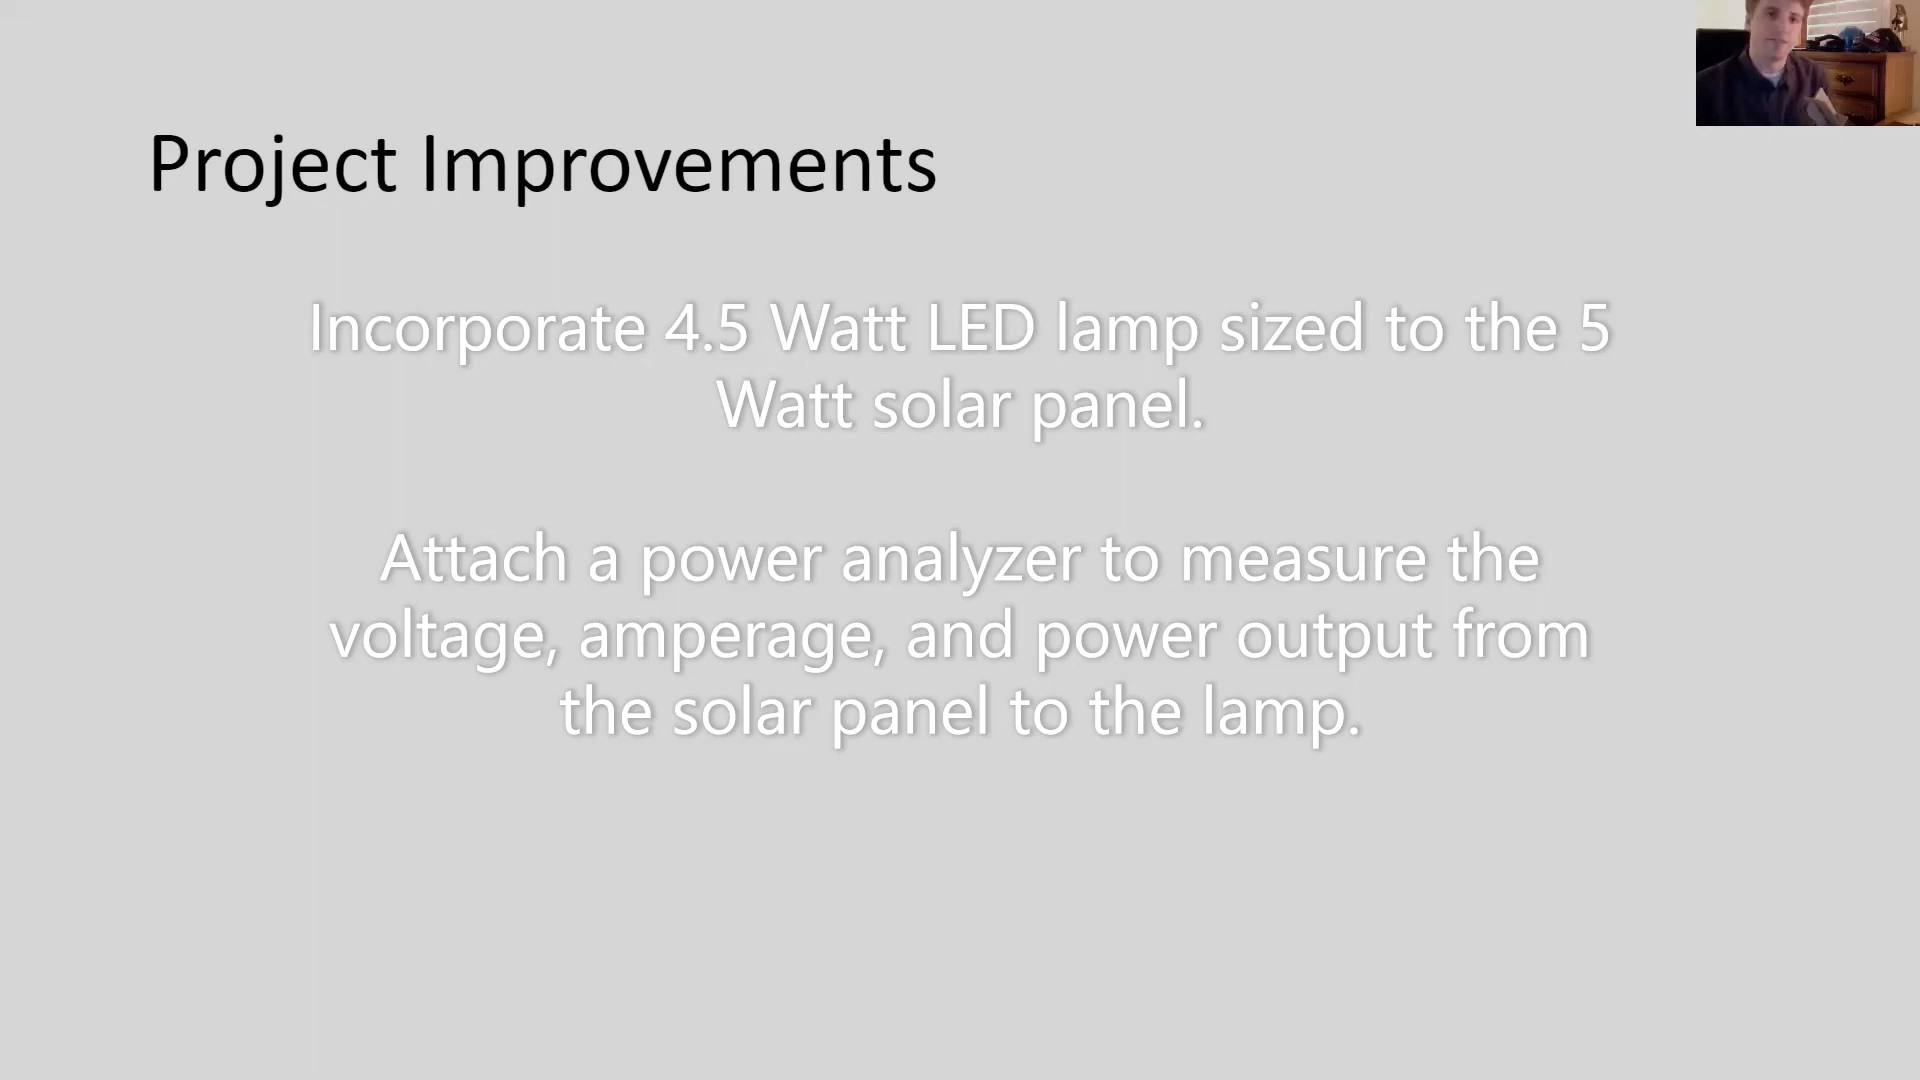 Project Improvements
Incorporate 4.5 Watt LED lamp sized to the 5
Watt solar panel.
Attach a power analyzer to measure the
voltage, amperage, and power output from
the solar panel to the lamp.